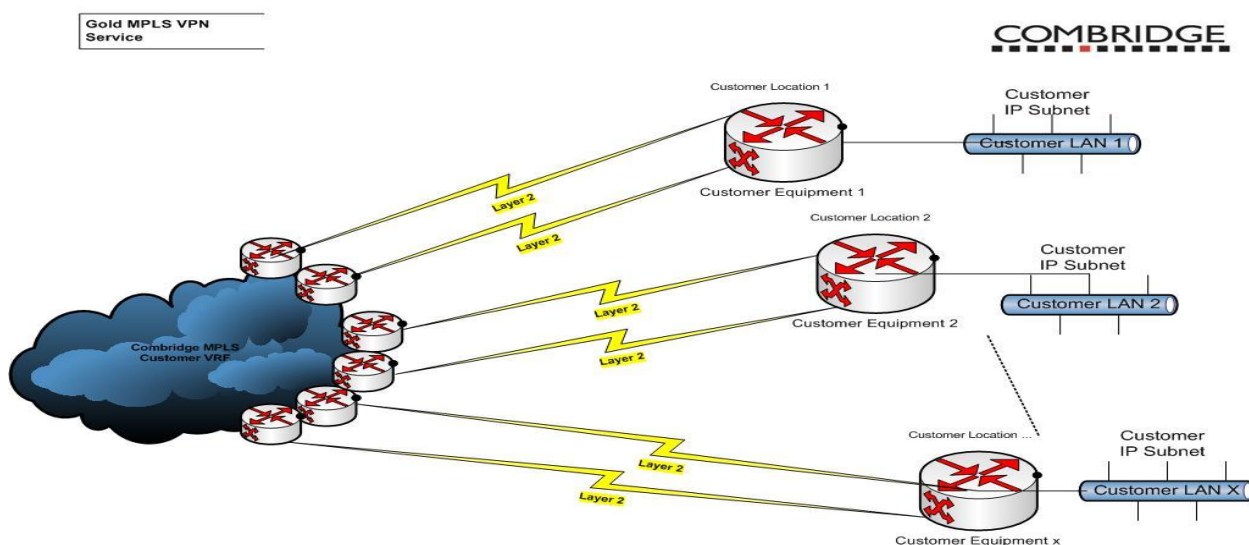 Gold MPLS VPN
Service
COMBRIDGE
Customer Location 1
Customer
IP Subnet
Customer LAN 1
Customer Equipment 1
Layer 2
Layer 2
Customer Location 2
Customer
IP Subnet
Customer LAN 2
Customer Equipment 2
Layer 2
Layer 2
Combridge MPLS
Customer VRF
Customer Location ...
Customer
IP Subnet
Customer LAN X
Customer Equipment x
Layer 2
Layer 2